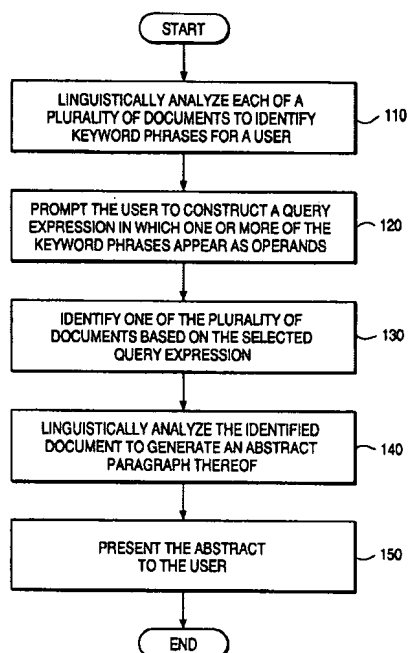 START
LINGUISTICALLY ANALYZE EACH OF A
PLURALITY OF DOCUMENTS TO IDENTIFY
KEYWORD PHRASES FOR A USER
110
PROMPT THE USER TO CONSTRUCT A QUERY
EXPRESSION IN WHICH ONE OR MORE OF THE
KEYWORD PHRASES APPEAR AS OPERANDS
120
IDENTIFY ONE OF THE PLURALITY OF
DOCUMENTS BASED ON THE SELECTED
QUERY EXPRESSION
130
LINGUISTICALLY ANALYZE THE IDENTIFIED
DOCUMENT TO GENERATE AN ABSTRACT
PARAGRAPH THEREOF
140
PRESENT THE ABSTRACT
TO THE USER
150
END